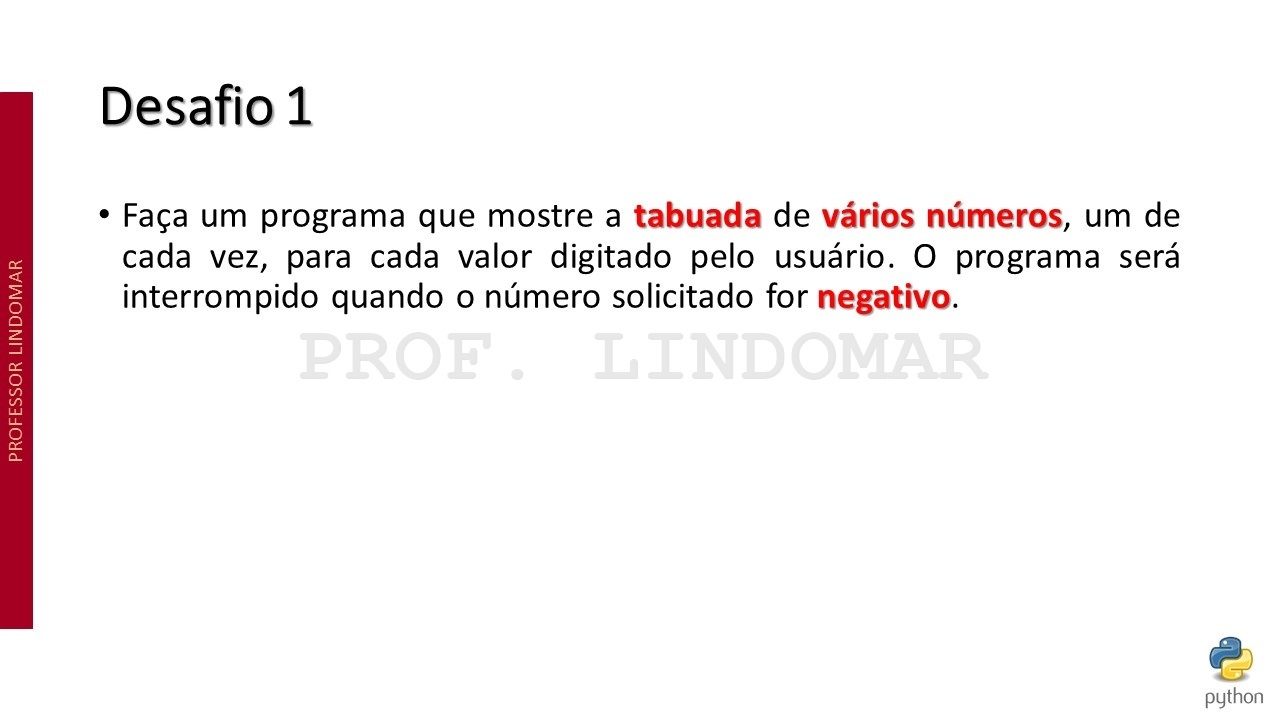 Desafio 1
• Faça um programa que mostre a tabuada de vários números, um de
cada vez, para cada valor digitado pelo usuário. O programa será
interrompido quando o número solicitado for negativo.
PROF. LINDOMAR
PROFESSOR LINDOMAR
python